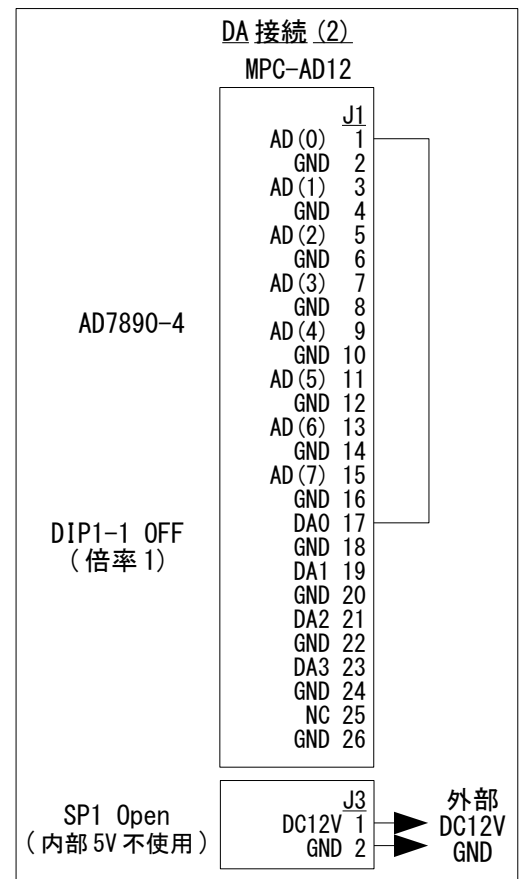 DA 接続 (2)
MPC-AD12
J1
AD(0) 1
GND 2
AD(1) 3
GND 4
AD(2) 5
GND 6
AD(3) 7
GND 8
AD(4) 9
GND 10
AD(5) 11
GND 12
AD(6) 13
GND 14
AD(7) 15
GND 16
DA0 17
GND 18
DA1 19
GND 20
DA2 21
GND 22
DA3 23
GND 24
NC 25
GND 26
AD7890-4
DIP1-1 OFF
(倍率1)
SP1 Open
(内部5V不使用)
J3
DC12V 1
GND 2
外部
DC12V
GND